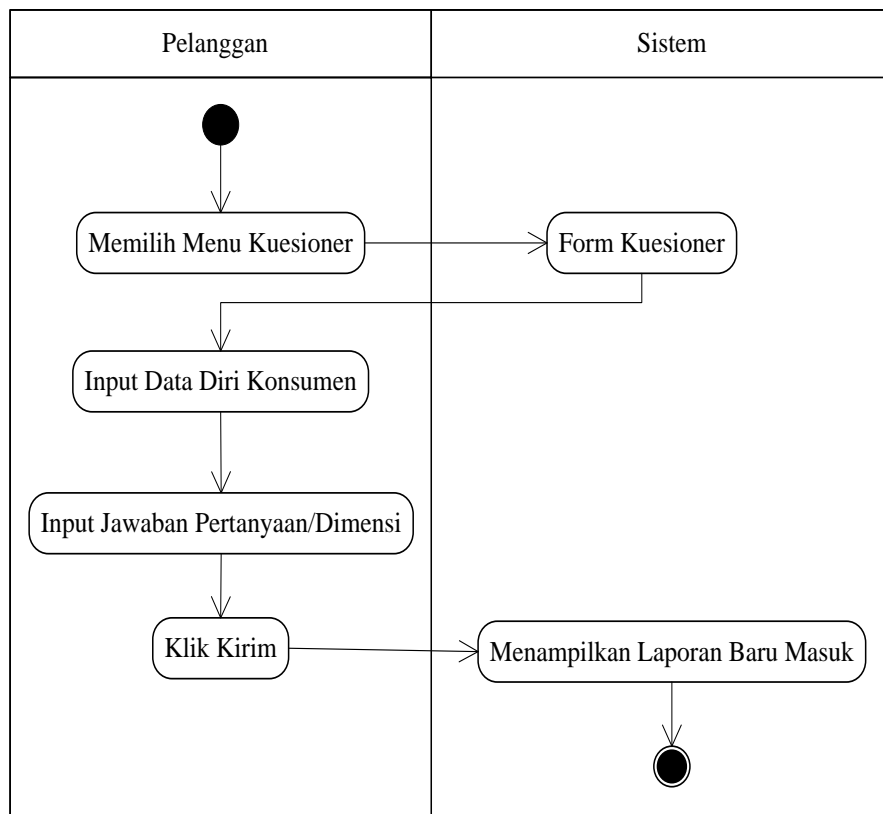 Pelanggan
Sistem
Memilih Menu Kuesioner
Form Kuesioner
Input Data Diri Konsumen
Input Jawaban Pertanyaan/Dimensi
Klik Kirim
Menampilkan Laporan Baru Masuk